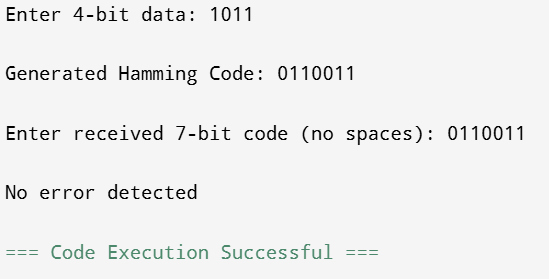 Enter 4-bit data: 1011
Generated Hamming Code: 0110011
Enter received 7-bit code (no spaces): 0110011
No error detected
=== Code Execution Successful ===